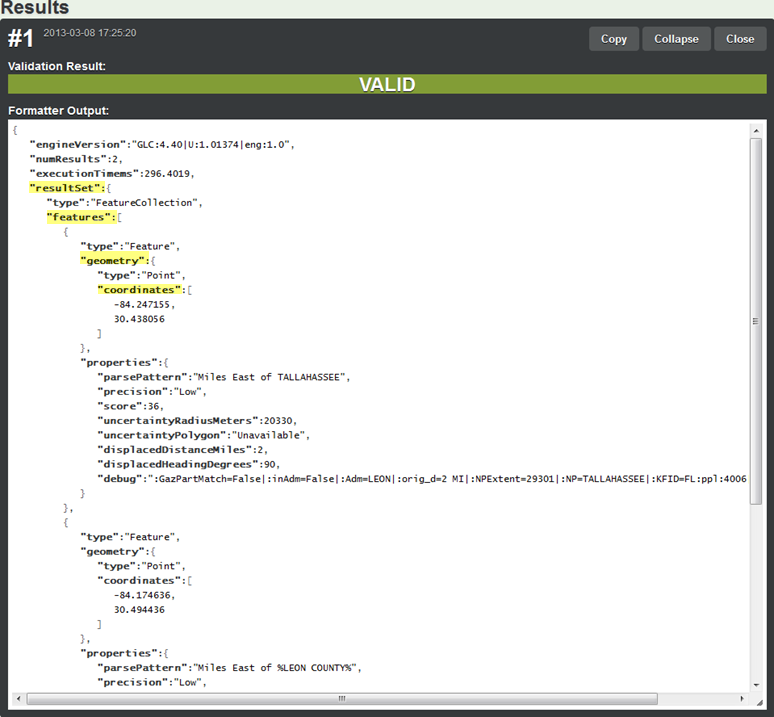 Results
#1 2013-03-08 17:25:20 Copy Collapse Close
Validation Result:
VALID
Formatter Output:
{
"engineVersion":"GLC:4.40|U:1.01374|eng:1.0",
"numResults":2,
"executionTimems":296.4019,
"resultSet":{
"type":"FeatureCollection",
"features":[
{
"type":"Feature",
"geometry":{
"type":"Point",
"coordinates":[
-84.247155,
30.438056
]
},
"properties":{
"parsePattern":"Miles East of TALLAHASSEE",
"precision":"Low",
"score":36,
"uncertaintyRadiusMeters":20330,
"uncertaintyPolygon":"Unavailable",
"displacedDistanceMiles":2,
"displacedHeadingDegrees":90,
"debug":":GazPartMatch=False|:inAdm=False|:Adm=LEON|:orig_d=2 MI|:NPExtent=29301|:NP=TALLAHASSEE|:KFID=FL:ppl:4006
}
},
{
"type":"Feature",
"geometry":{
"type":"Point",
"coordinates":[
-84.174636,
30.494436
]
},
"properties":{
"parsePattern":"Miles East of %LEON COUNTY%",
"precision":"Low",